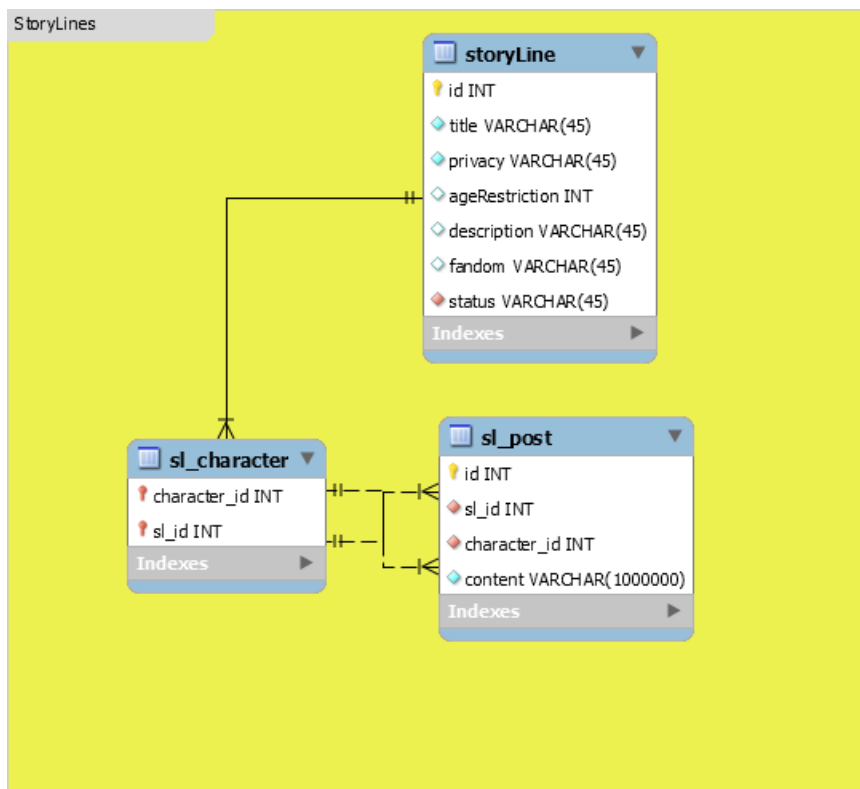 StoryLines
storyLine
id INT
title VARCHAR(45)
privacy VARCHAR(45)
ageRestriction INT
description VARCHAR(45)
fandom VARCHAR(45)
status VARCHAR(45)
Indexes
sl_character
character_id INT
sl_id INT
Indexes
sl_post
id INT
sl_id INT
character_id INT
content VARCHAR(1000000)
Indexes